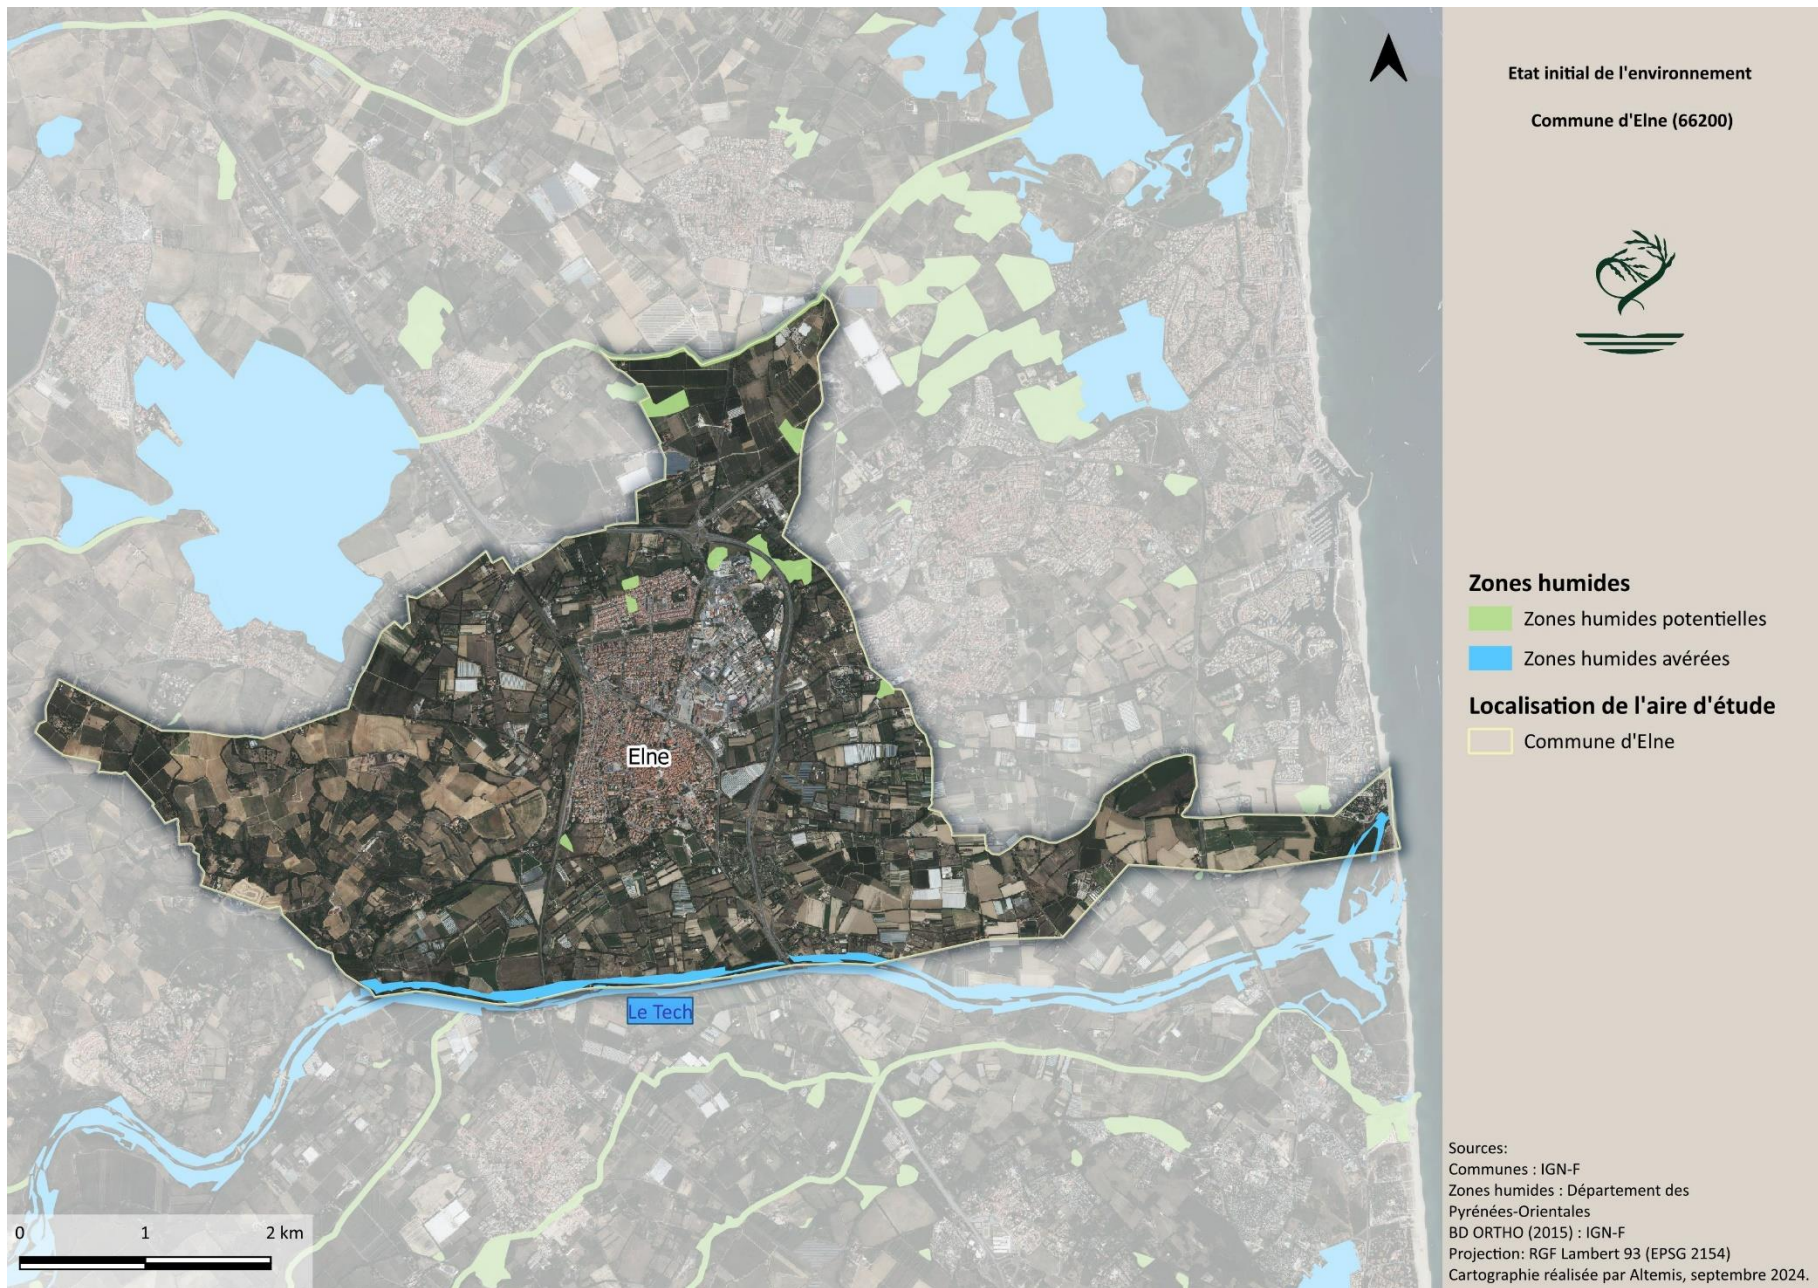 Etat initial de l'environnement
Commune d'Elne (66200)
Zones humides
Zones humides potentielles
Zones humides avérées
Localisation de l'aire d'étude
Commune d'Elne
Elne
Le Tech
0 1 2 km
Sources:
Communes : IGN-F
Zones humides : Département des
Pyrénées-Orientales
BD ORTHO (2015) : IGN-F
Projection: RGF Lambert 93 (EPSG 2154)
Cartographie réalisée par Altemis, septembre 2024.